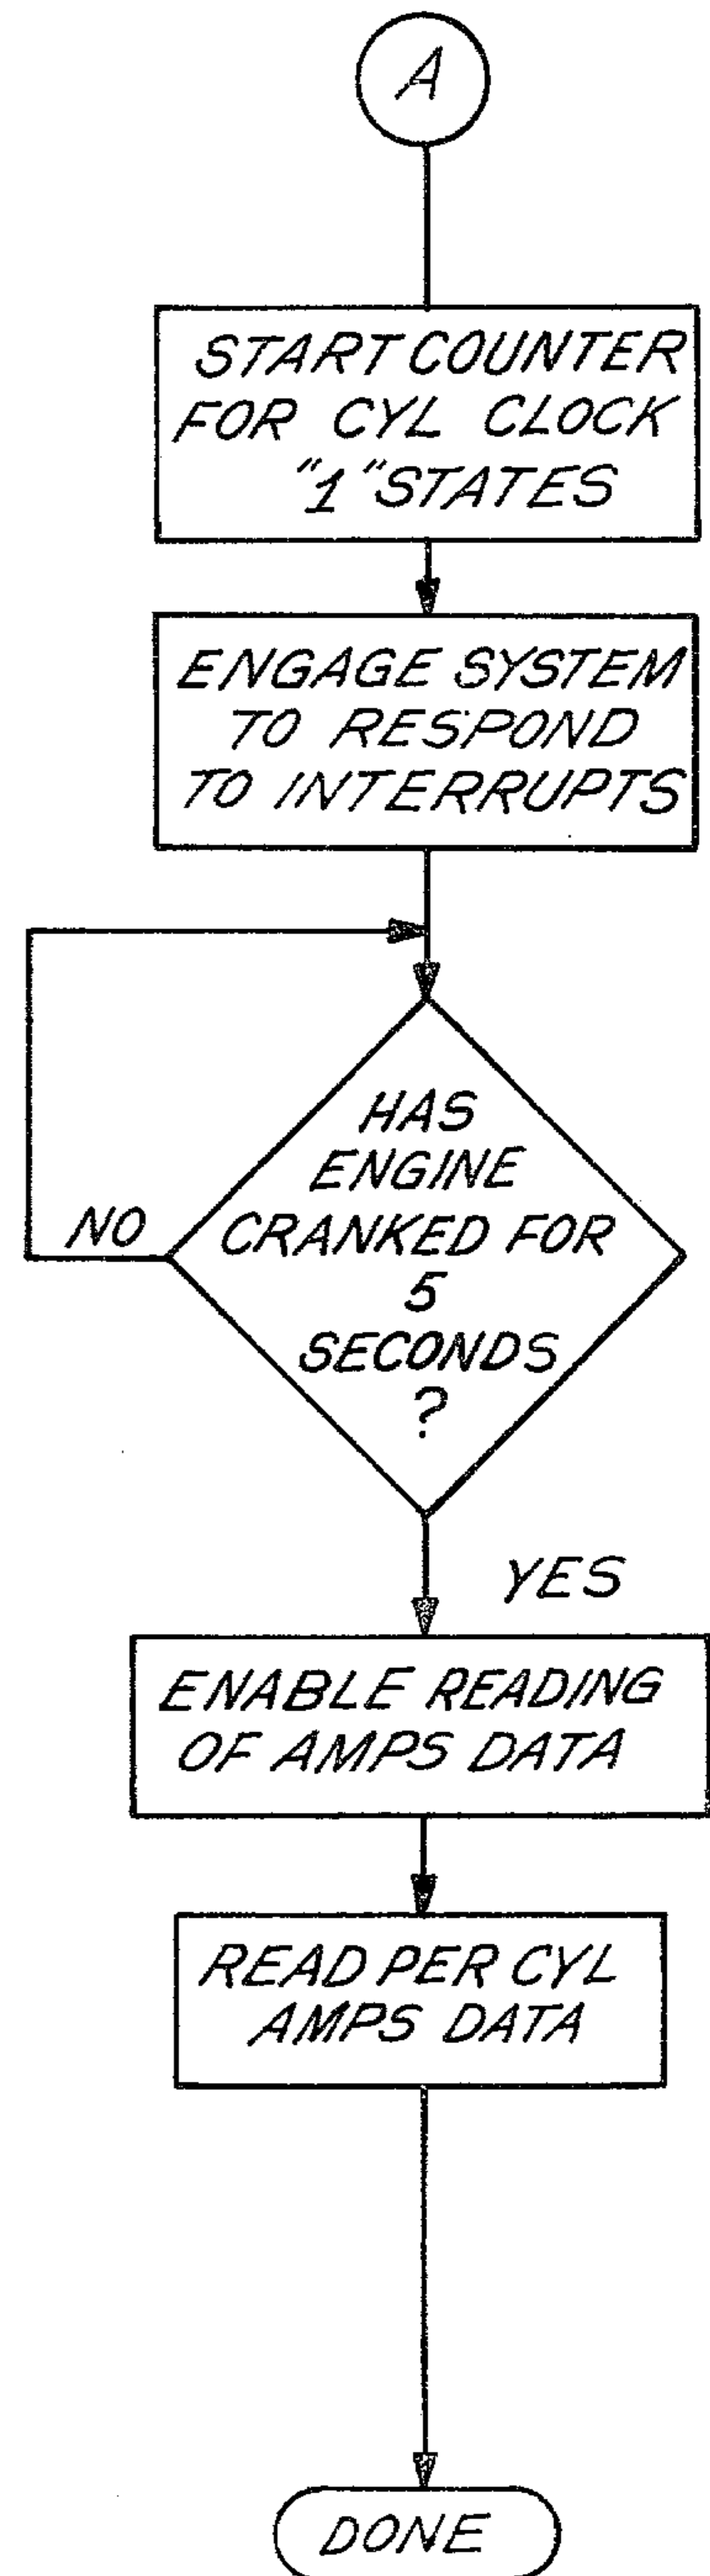 A
START COUNTER
FOR CYL CLOCK
"1" STATES
ENGAGE SYSTEM
TO RESPOND
TO INTERRUPTS
HAS
ENGINE
CRANKED FOR
5
SECONDS
?
NO
YES
ENABLE READING
OF AMPS DATA
READ PER CYL
AMPS DATA
DONE